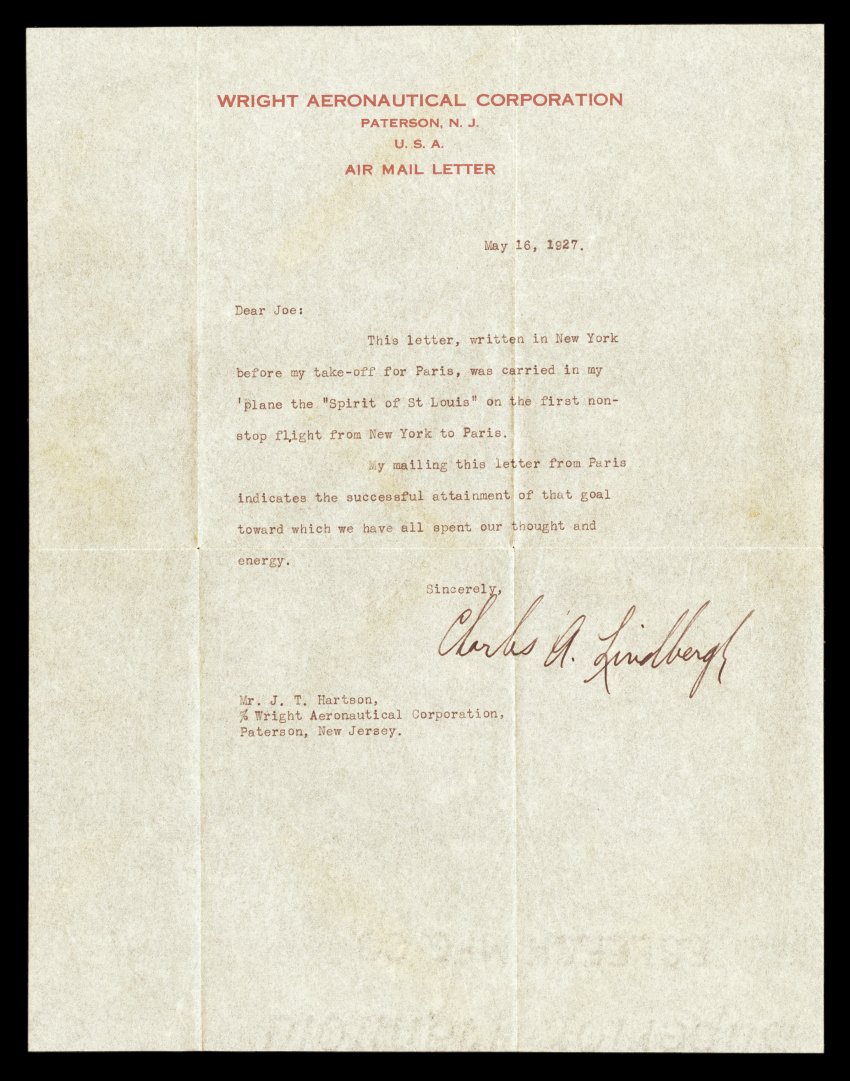 WRIGHT AERONAUTICAL CORPORATION
PATERSON, N. J.
U. S. A.
AIR MAIL LETTER
May 16, 1927.
Dear Joe:
This letter, written in New York
before my take-off for Paris, was carried in my
'plane the "Spirit of St Louis" on the first non-
stop flight from New York to Paris.
My mailing this letter from Paris
indicates the successful attainment of that goal
toward which we have all spent our thought and
energy.
Sincerely,
Charles A. Lindbergh
Mr. J. T. Hartson,
℅ Wright Aeronautical Corporation,
Paterson, New Jersey.